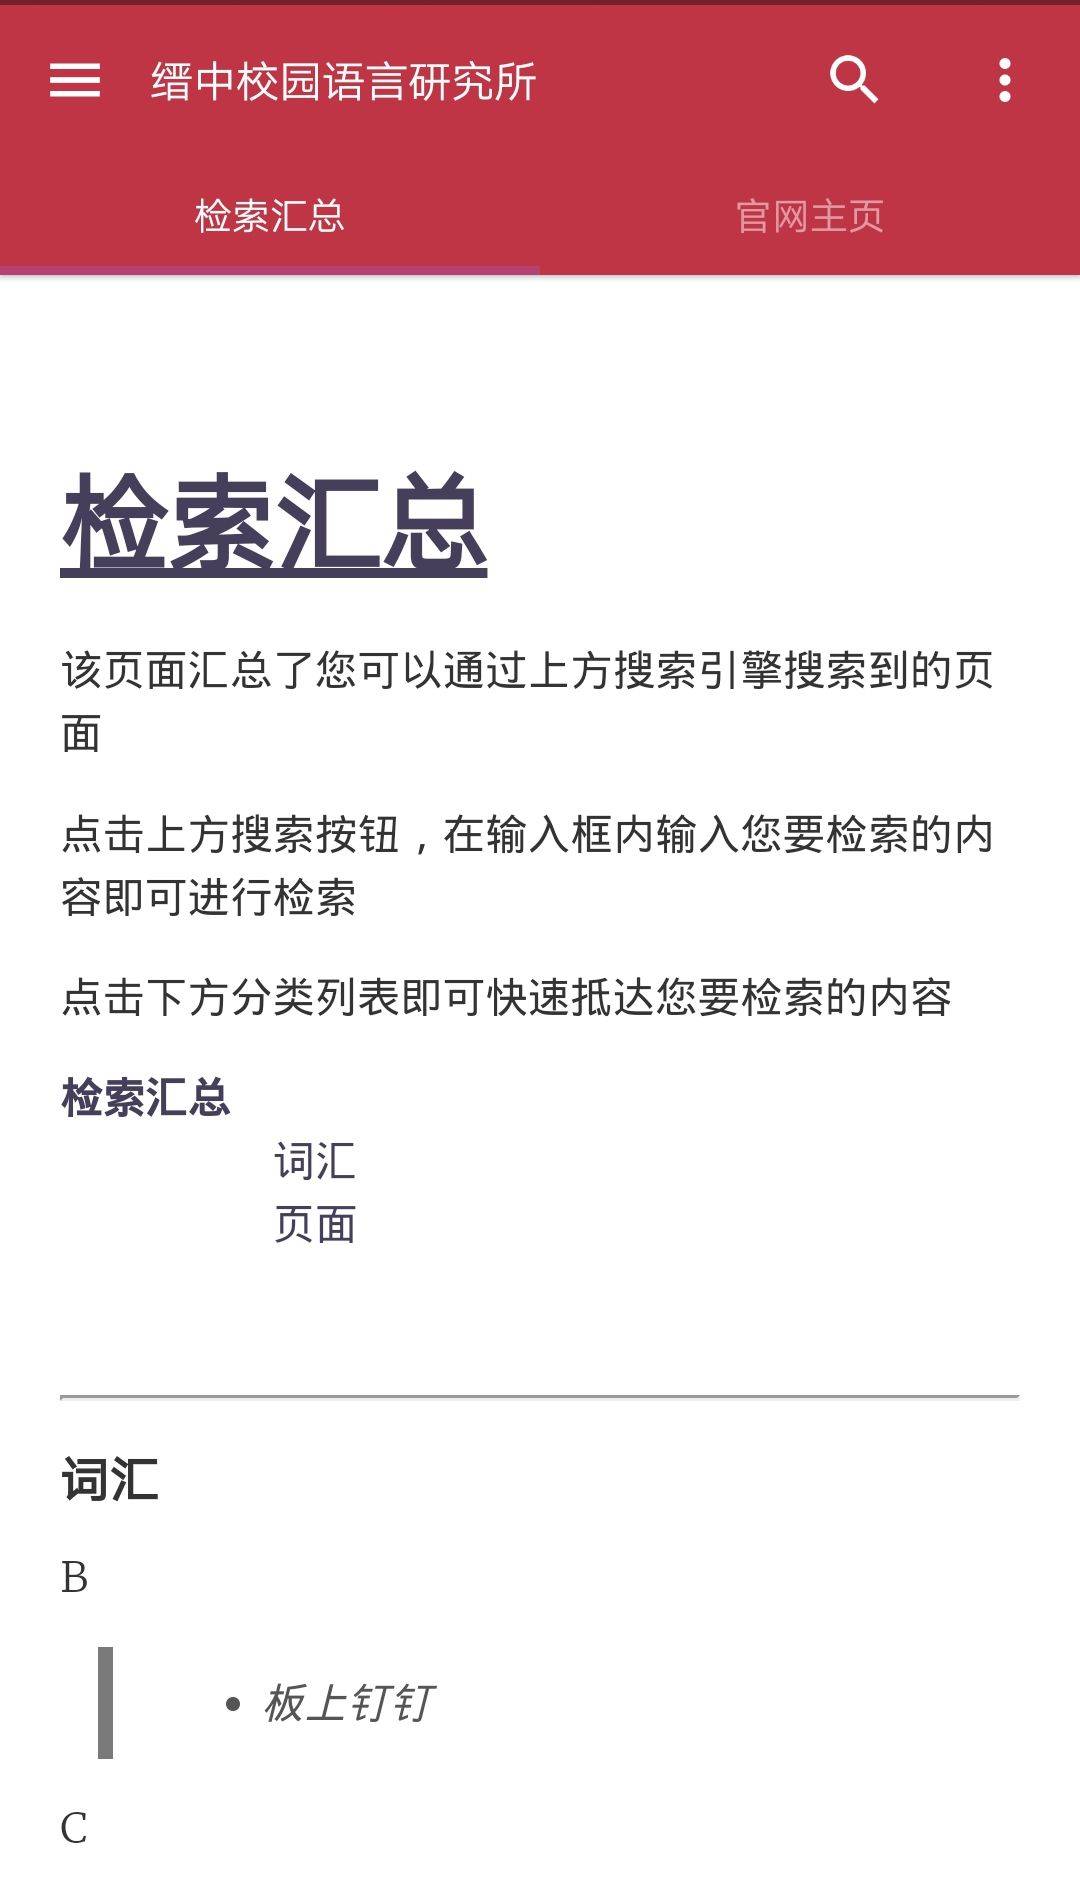 缙中校园语言研究所
检索汇总
官网主页
检索汇总
该页面汇总了您可以通过上方搜索引擎搜索到的页
面
点击上方搜索按钮，在输入框内输入您要检索的内
容即可进行检索
点击下方分类列表即可快速抵达您要检索的内容
检索汇总
词汇
页面
词汇
B
• 板上钉钉
C